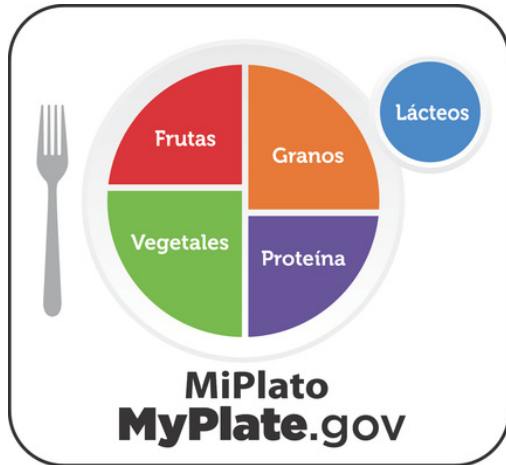 Lácteos
Frutas
Granos
Vegetales
Proteína
MiPlato
MyPlate.gov